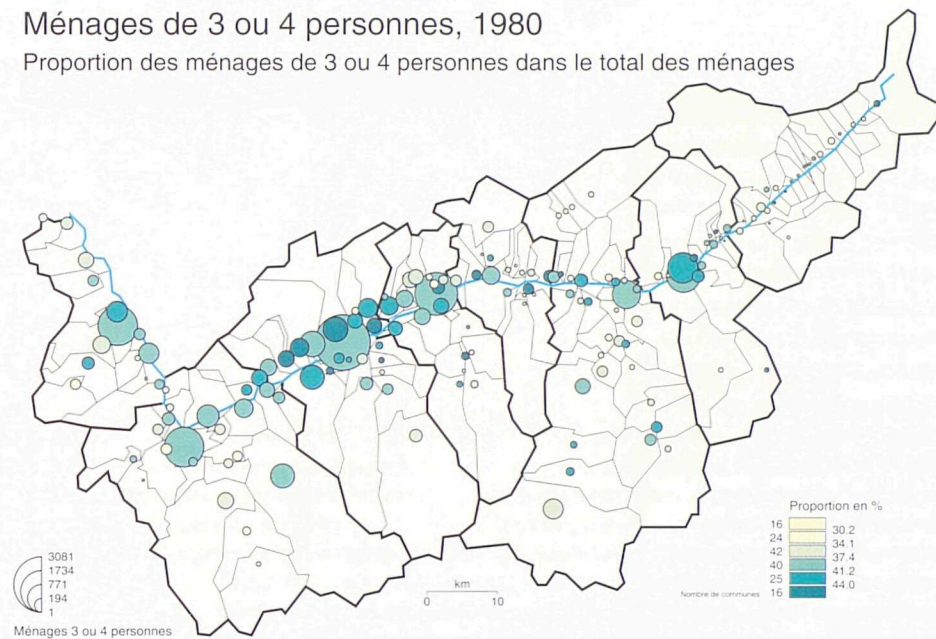 Ménages de 3 ou 4 personnes, 1980
Proportion des ménages de 3 ou 4 personnes dans le total des ménages
3081
1734
771
194
1
Ménages 3 ou 4 personnes
km
0 10
Proportion en %
16
30.2
24
34.1
42
37.4
40
41.2
25
44.0
16
Nombre de communes